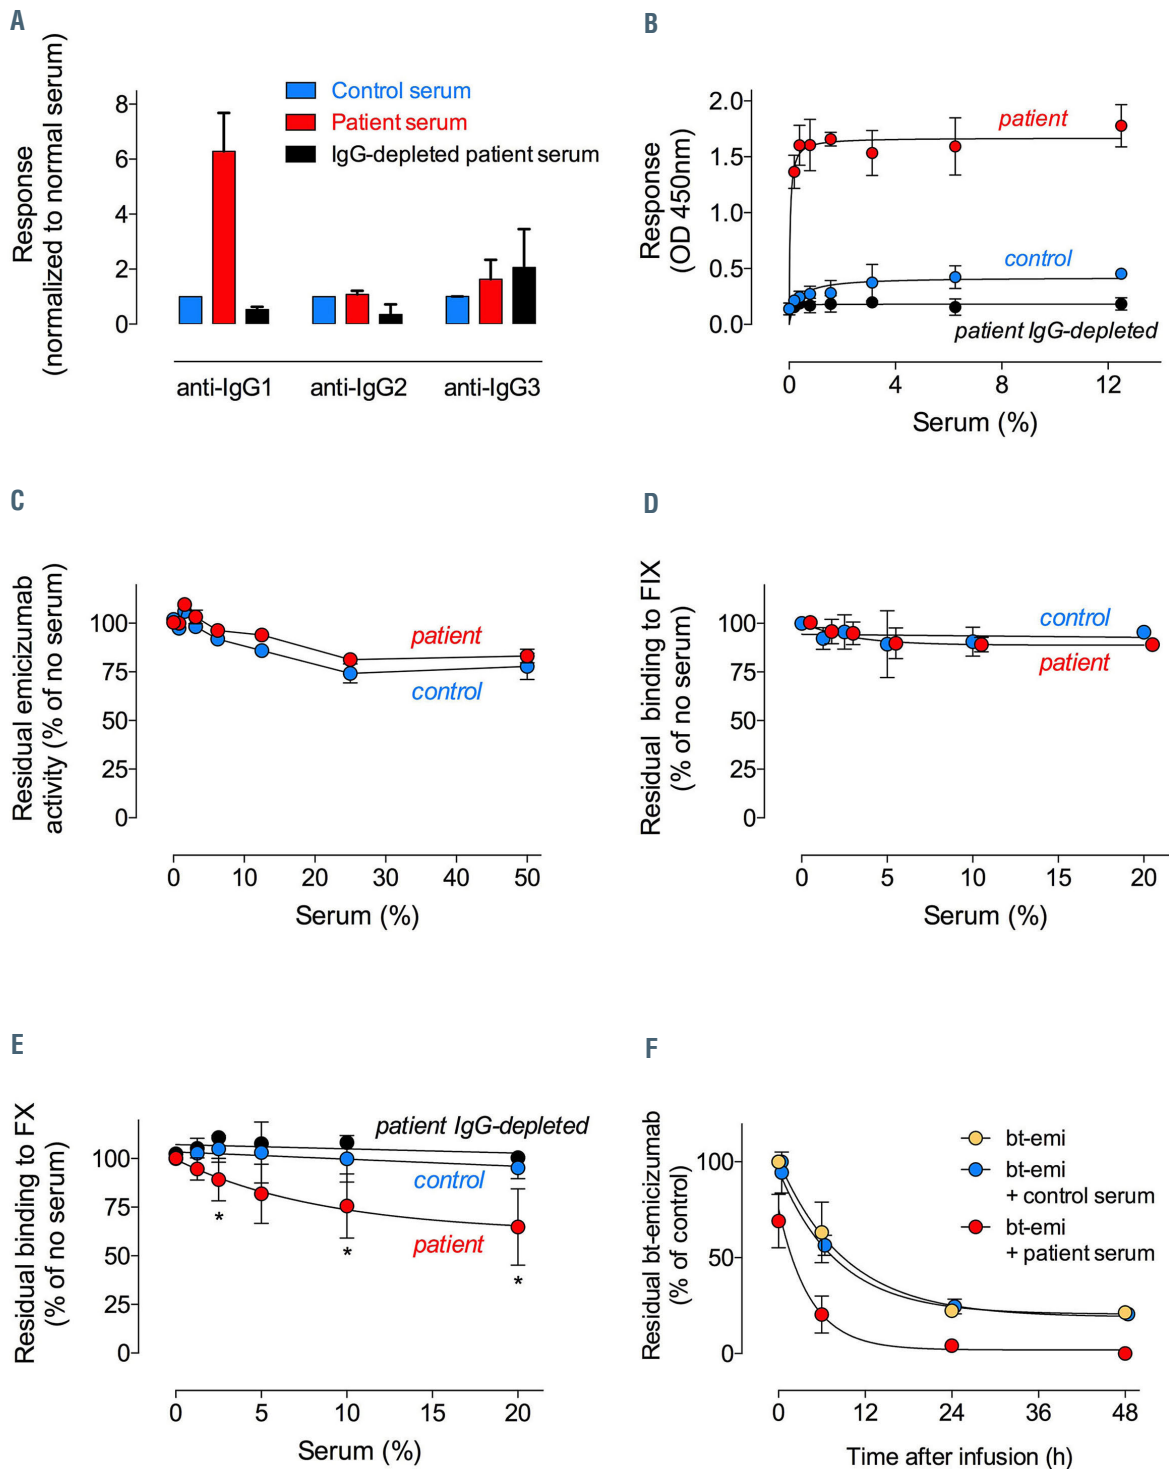 A
Response
(normalized to normal serum)
8
6
4
2
0
Control serum
Patient serum
IgG-depleted patient serum
anti-IgG1 anti-IgG2 anti-IgG3
B
Response
(OD 450nm)
2.0
1.5
1.0
0.5
0.0
patient
control
patient IgG-depleted
0 4 8 12
Serum (%)
C
Residual emicizumab
activity (% of no serum)
100
75
50
25
0
patient
control
0 10 20 30 40 50
Serum (%)
D
Residual binding to FIX
(% of no serum)
100
75
50
25
0
control
patient
0 5 10 15 20
Serum (%)
E
Residual binding to FX
(% of no serum)
100
75
50
25
0
patient IgG-depleted
control
patient
*
*
*
0 5 10 15 20
Serum (%)
F
Residual bt-emicizumab
(% of control)
100
50
0
bt-emi
bt-emi
+ control serum
bt-emi
+ patient serum
0 12 24 36 48
Time after infusion (h)